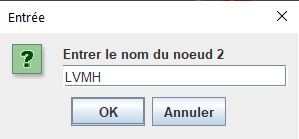 Entrée
Entrer le nom du noeud 2
LVMH
OK Annuler